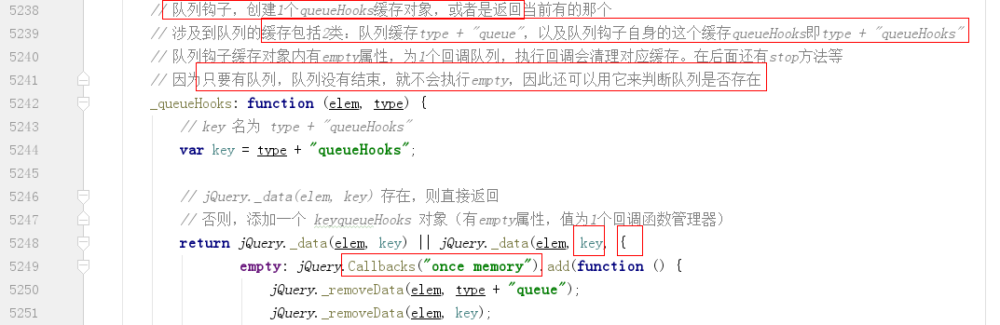 5238 // 队列钩子，创建1个queueHooks缓存对象，或者是返回当前有的那个
5239 // 涉及到队列的缓存包括2类：队列缓存type + "queue"，以及队列钩子自身的这个缓存queueHooks即type + "queueHooks"
5240 // 队列钩子缓存对象内有empty属性，为1个回调队列，执行回调会清理对应缓存。在后面还有stop方法等
5241 // 因为只要有队列，队列没有结束，就不会执行empty，因此还可以用它来判断队列是否存在
5242 _queueHooks: function (elem, type) {
5243 // key 名为 type + "queueHooks"
5244 var key = type + "queueHooks";
5245
5246 // jQuery._data(elem, key) 存在，则直接返回
5247 // 否则，添加一个 keyqueueHooks 对象（有empty属性，值为1个回调函数管理器）
5248 return jQuery._data(elem, key) || jQuery._data(elem, key, {
5249 empty: jQuery.Callbacks("once memory").add(function () {
5250 jQuery._removeData(elem, type + "queue");
5251 jQuery._removeData(elem, key);